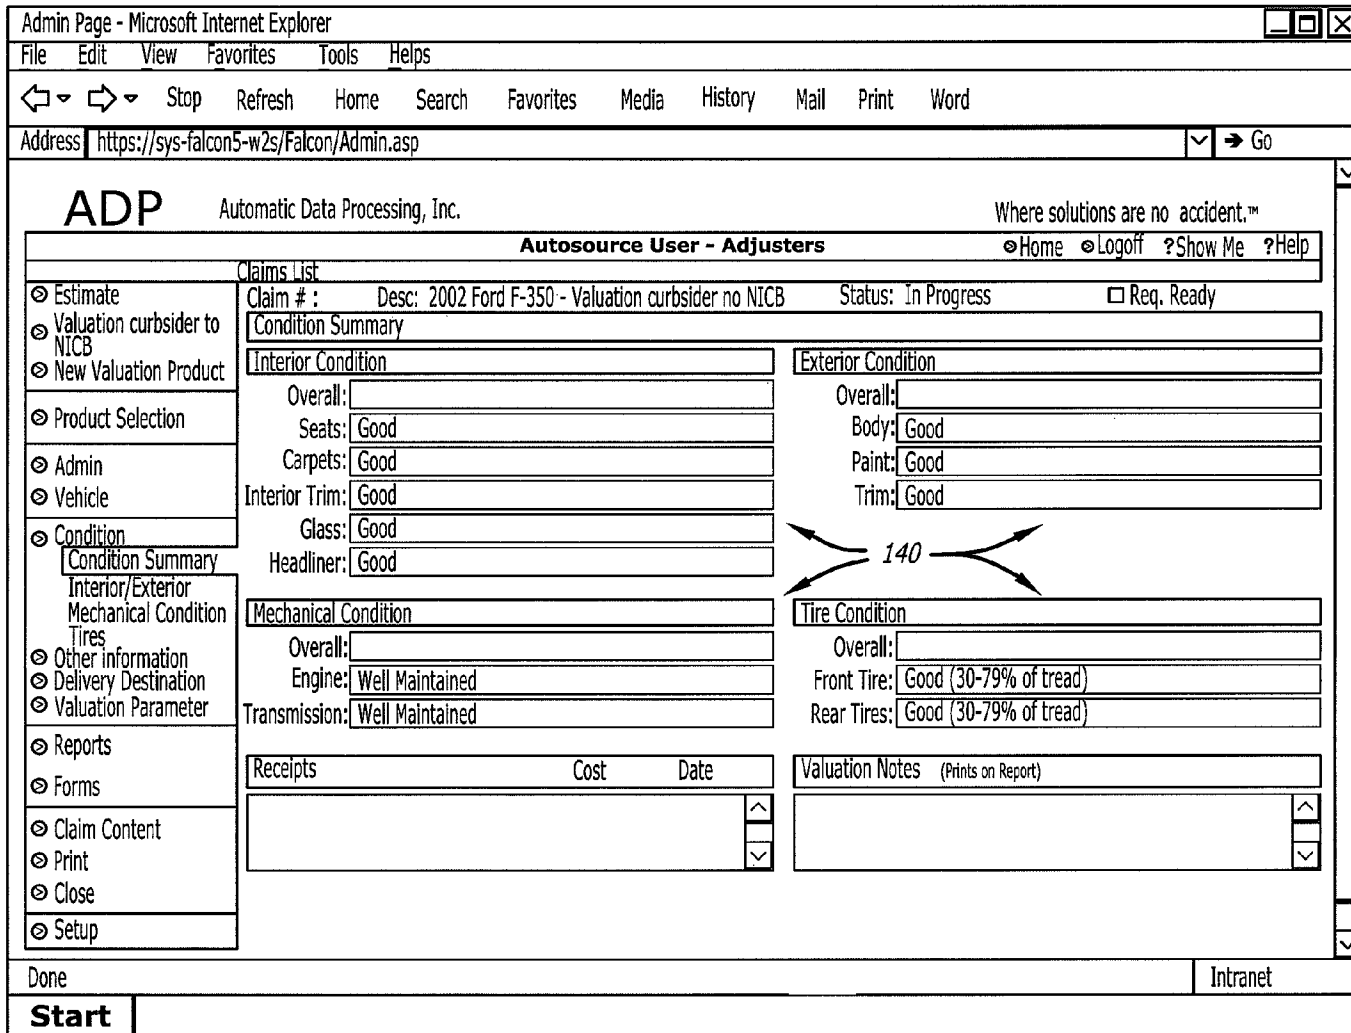 Admin Page - Microsoft Internet Explorer
File Edit View Favorites Tools Helps
Stop Refresh Home Search Favorites Media History Mail Print Word
Address https://sys-falcon5-w2s/Falcon/Admin.asp Go
ADP Automatic Data Processing, Inc. Where solutions are no accident.™
Autosource User - Adjusters Home Logoff ?Show Me ?Help
Claims List
Claim # : Desc: 2002 Ford F-350 - Valuation curbsider no NICB Status: In Progress Req. Ready
Estimate
Valuation curbsider to
NICB
New Valuation Product
Product Selection
Admin
Vehicle
Condition
Condition Summary
Interior/Exterior
Mechanical Condition
Tires
Other information
Delivery Destination
Valuation Parameter
Reports
Forms
Claim Content
Print
Close
Setup
Condition Summary
Interior Condition
Overall:
Seats: Good
Carpets: Good
Interior Trim: Good
Glass: Good
Headliner: Good
Exterior Condition
Overall:
Body: Good
Paint: Good
Trim: Good
140
Mechanical Condition
Overall:
Engine: Well Maintained
Transmission: Well Maintained
Tire Condition
Overall:
Front Tire: Good (30-79% of tread)
Rear Tires: Good (30-79% of tread)
Receipts Cost Date
Valuation Notes (Prints on Report)
Done Intranet
Start